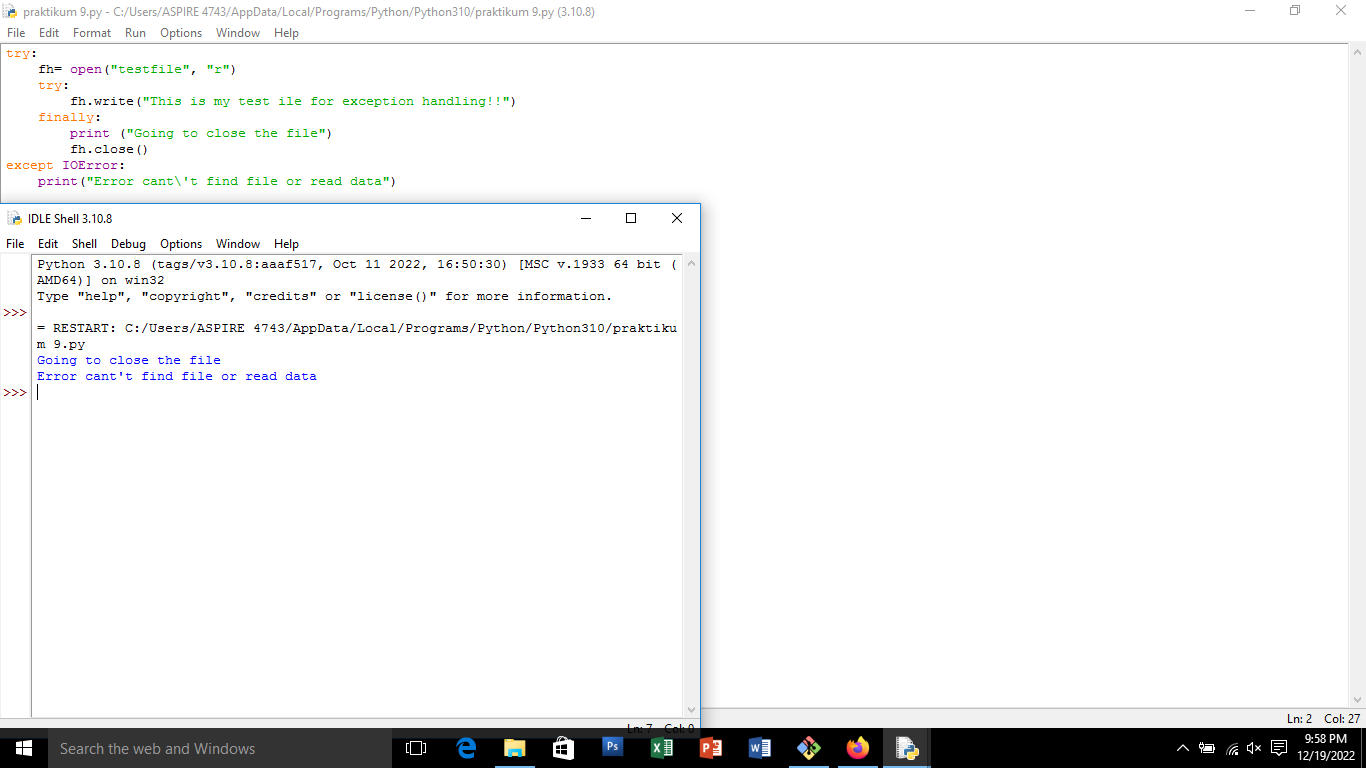 praktikum 9.py - C:/Users/ASPIRE 4743/AppData/Local/Programs/Python/Python310/praktikum 9.py (3.10.8)
File Edit Format Run Options Window Help
try:
    fh= open("testfile", "r")
    try:
        fh.write("This is my test ile for exception handling!!")
    finally:
        print ("Going to close the file")
        fh.close()
except IOError:
    print("Error cant\'t find file or read data")
IDLE Shell 3.10.8
File Edit Shell Debug Options Window Help
Python 3.10.8 (tags/v3.10.8:aaaf517, Oct 11 2022, 16:50:30) [MSC v.1933 64 bit (
AMD64)] on win32
Type "help", "copyright", "credits" or "license()" for more information.
>>>
= RESTART: C:/Users/ASPIRE 4743/AppData/Local/Programs/Python/Python310/praktiku
m 9.py
Going to close the file
Error cant't find file or read data
>>>
Ln: 7 Col: 0
Ln: 2 Col: 27
Search the web and Windows
Ps
9:58 PM
12/19/2022